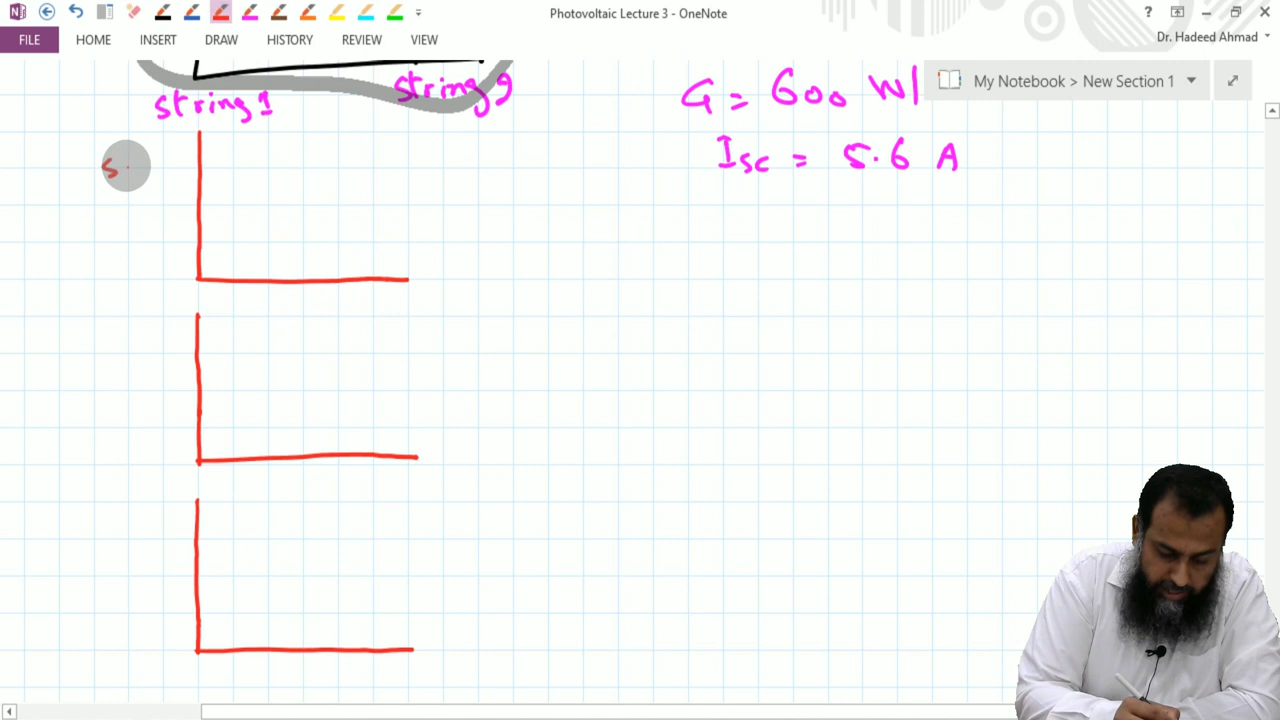 Photovoltaic Lecture 3 - OneNote
?
FILE HOME INSERT DRAW HISTORY REVIEW VIEW
Dr. Hadeed Ahmad
My Notebook > New Section 1
string 1
string 9
G = 600 W/
Isc = 5.6 A
5.